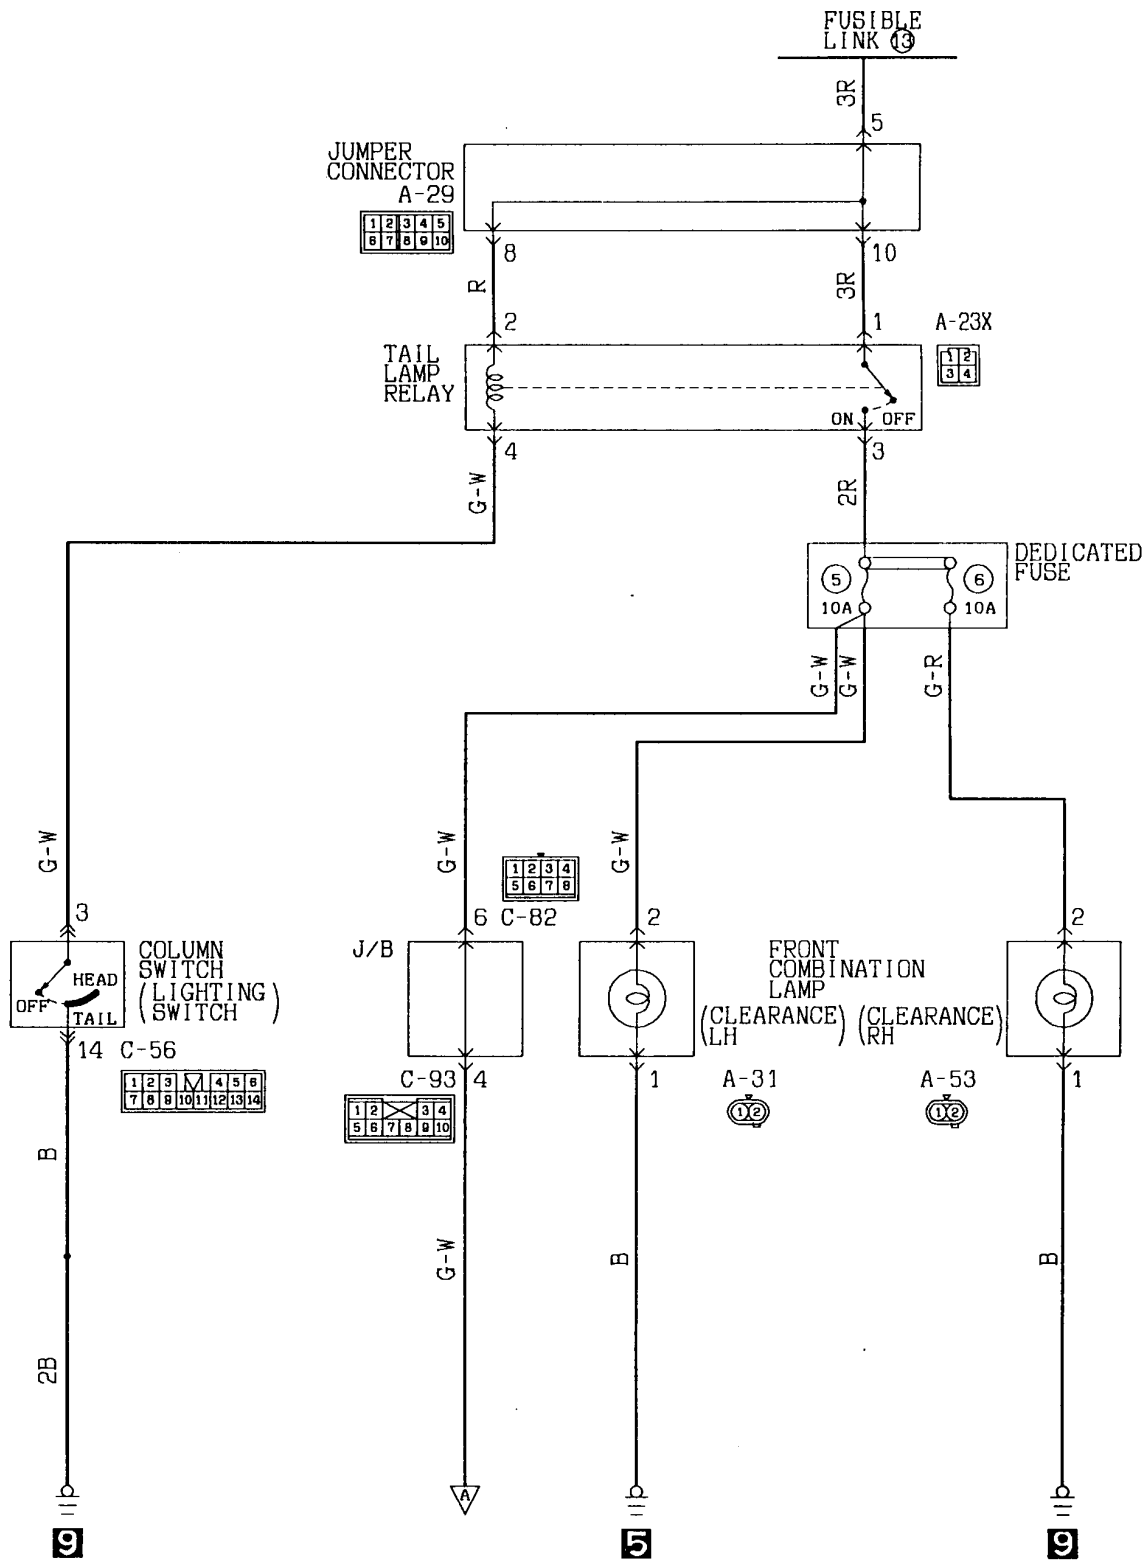 FUSIBLE
LINK 13
3R
5
JUMPER
CONNECTOR
A-29
1 2 3 4 5
6 7 8 9 10
8
10
R
3R
2
1
A-23X
1 2
3 4
TAIL
LAMP
RELAY
ON OFF
4
3
G-W
2R
DEDICATED
FUSE
5
6
10A
10A
G-W
G-W
G-R
G-W
G-W
G-W
1 2 3 4
5 6 7 8
3
6 C-82
2
2
COLUMN
SWITCH
(LIGHTING)
(SWITCH)
HEAD
OFF
TAIL
J/B
FRONT
COMBINATION
LAMP
(CLEARANCE)
LH
(CLEARANCE)
RH
14 C-56
1 2 3 4 5 6
7 8 9 10 11 12 13 14
C-93 4
1 2 3 4
5 6 7 8 9 10
1
A-31
1 2
A-53
1 2
1
B
G-W
B
B
2B
A
9
5
9